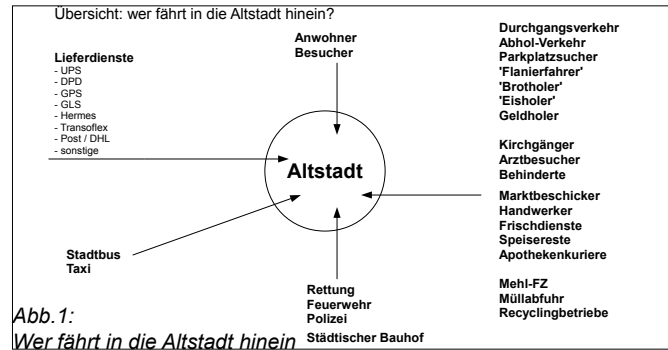 Übersicht: wer fährt in die Altstadt hinein?
Lieferdienste
- UPS
- DPD
- GPS
- GLS
- Hermes
- Transoflex
- Post / DHL
- sonstige
Anwohner
Besucher
Durchgangsverkehr
Abhol-Verkehr
Parkplatzsucher
'Flanierfahrer'
'Brotholer'
'Eisholer'
Geldholer
Kirchgänger
Arztbesucher
Behinderte
Marktbeschicker
Handwerker
Frischdienste
Speisereste
Apothekenkuriere
Mehl-FZ
Müllabfuhr
Recyclingbetriebe
Altstadt
Stadtbus
Taxi
Rettung
Feuerwehr
Polizei
Städtischer Bauhof
Abb.1:
Wer fährt in die Altstadt hinein